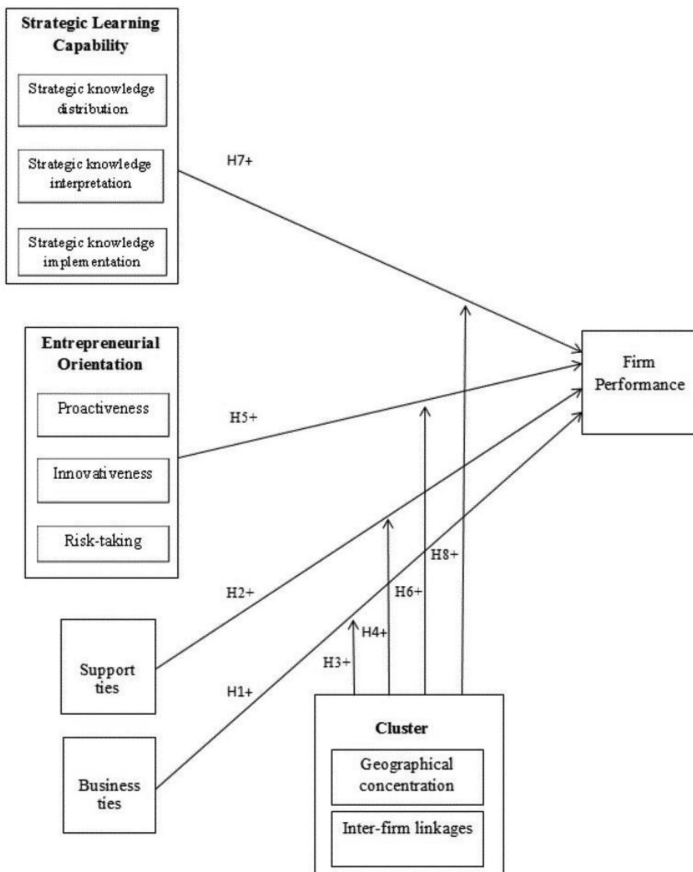 Strategic Learning
Capability
Strategic knowledge
distribution
Strategic knowledge
interpretation
Strategic knowledge
implementation
H7+
Entrepreneurial
Orientation
Proactiveness
Innovativeness
Risk-taking
H5+
Firm
Performance
H8+
H2+
H6+
H4+
H3+
Support
ties
H1+
Business
ties
Cluster
Geographical
concentration
Inter-firm linkages